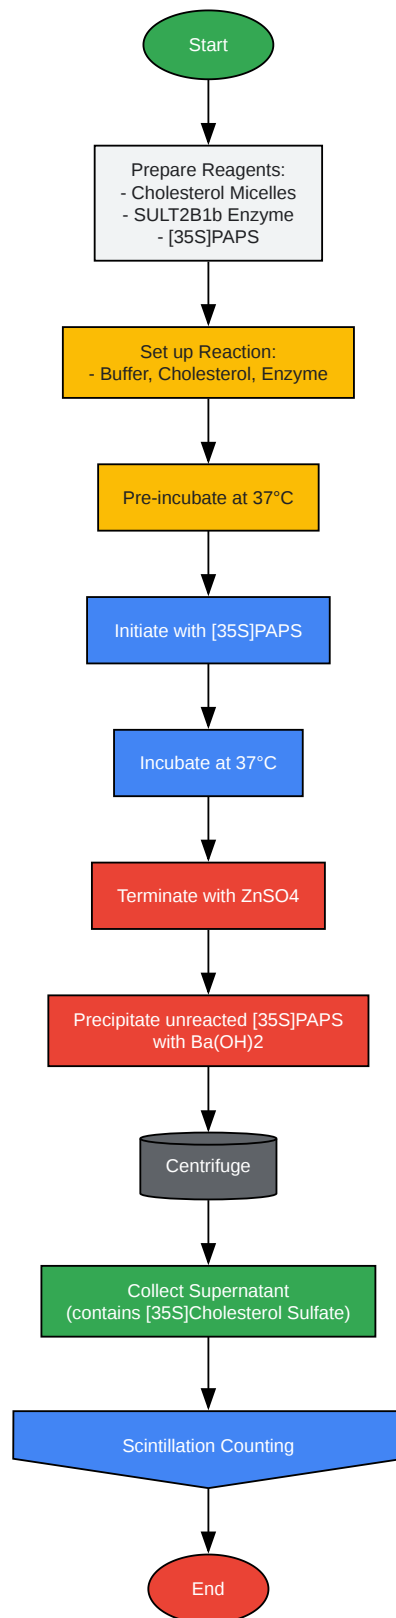 Start
Prepare Reagents:
- Cholesterol Micelles
- SULT2B1b Enzyme
- [35S]PAPS
Set up Reaction:
- Buffer, Cholesterol, Enzyme
Pre-incubate at 37°C
Initiate with [35S]PAPS
Incubate at 37°C
Terminate with ZnSO4
Precipitate unreacted [35S]PAPS
with Ba(OH)2
Centrifuge
Collect Supernatant
(contains [35S]Cholesterol Sulfate)
Scintillation Counting
End